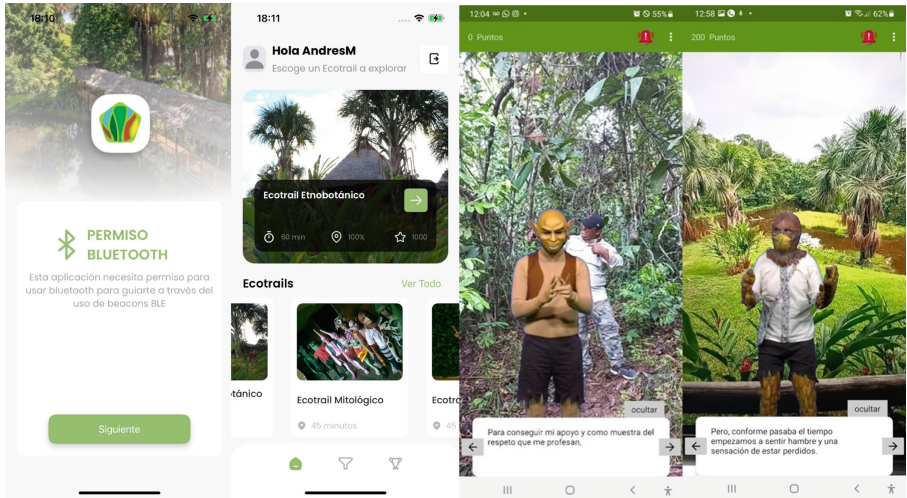 18:10
PERMISO
BLUETOOTH
Esta aplicación necesita permiso para
usar bluetooth para guiarte a través del
uso de beacons BLE
Siguiente
18:11
Hola AndresM
Escoge un Ecotrail a explorar
Ecotrail Etnobotánico
60 min
100%
1000
Ecotrails
Ver Todo
tánico
Ecotrail Mitológico
Ecotr
45 minutos
45
12:04
55%
0 Puntos
ocultar
Para conseguir mi apoyo y como muestra del
respeto que me profesan,
12:58
62%
200 Puntos
ocultar
Pero, conforme pasaba el tiempo
empezamos a sentir hambre y una
sensación de estar perdidos.